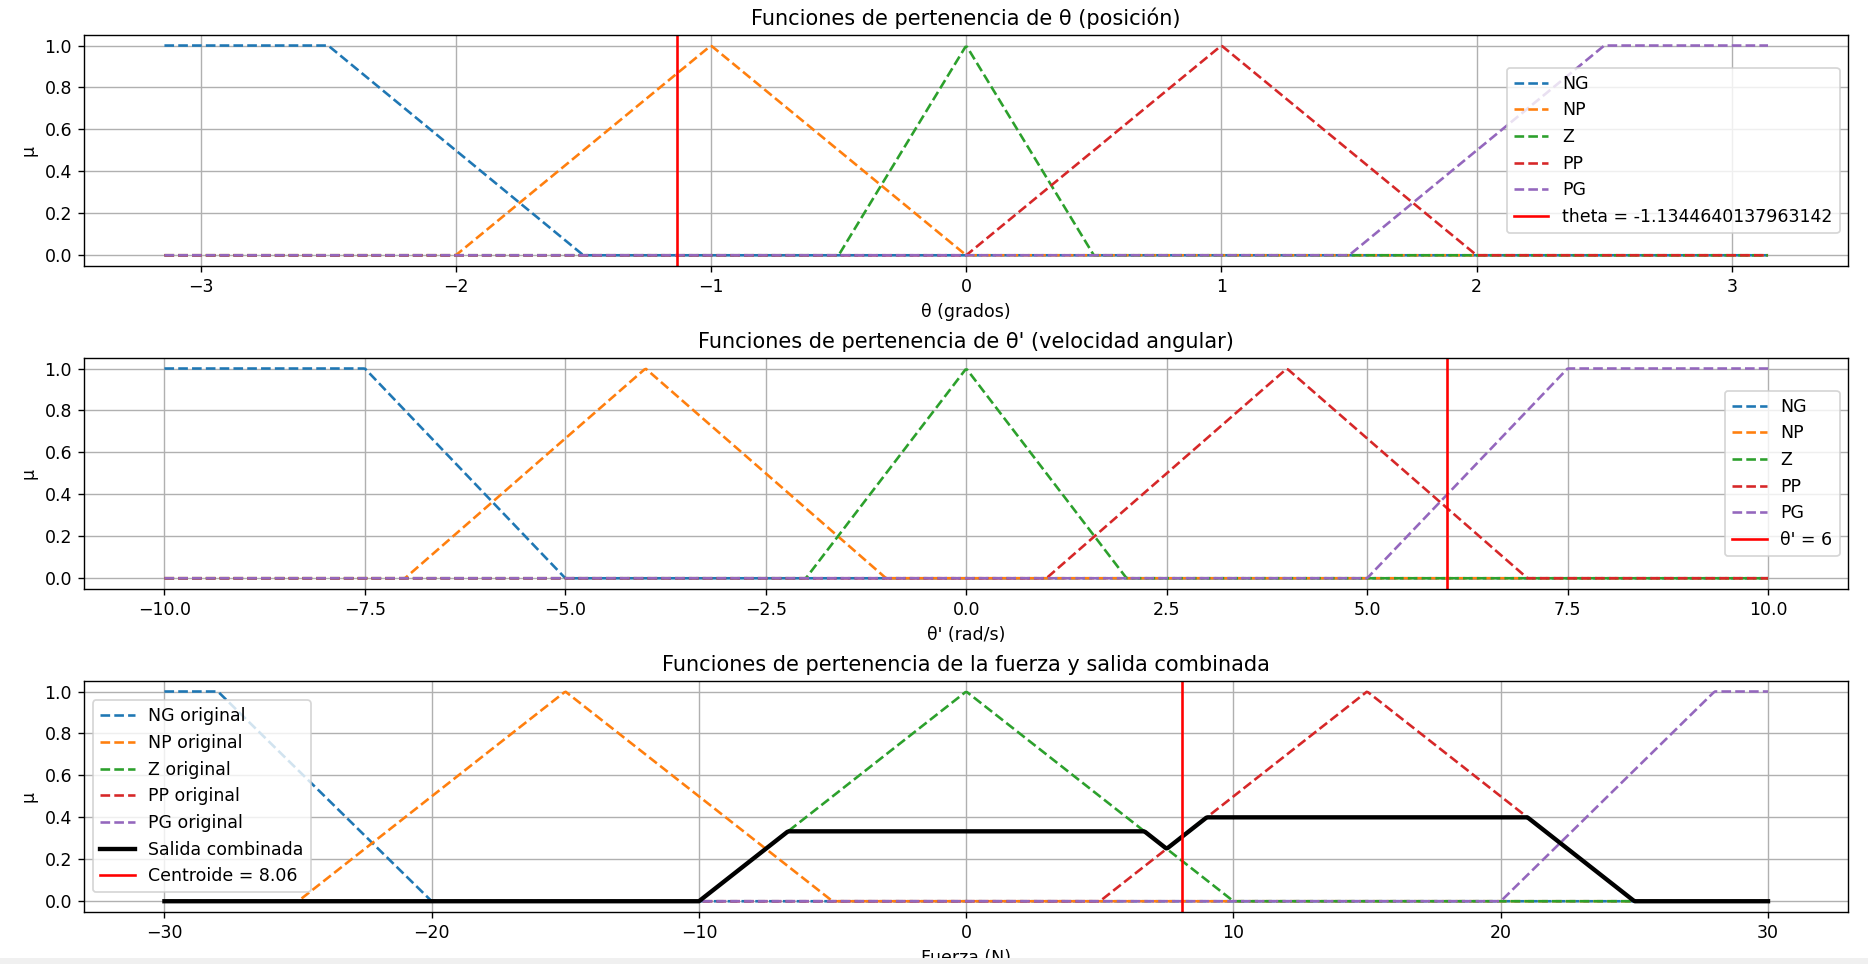 Funciones de pertenencia de θ (posición)
μ
1.0
0.8
0.6
0.4
0.2
0.0
NG
NP
Z
PP
PG
theta = -1.1344640137963142
−3
−2
−1
0
1
2
3
θ (grados)
Funciones de pertenencia de θ' (velocidad angular)
μ
1.0
0.8
0.6
0.4
0.2
0.0
NG
NP
Z
PP
PG
θ' = 6
−10.0
−7.5
−5.0
−2.5
0.0
2.5
5.0
7.5
10.0
θ' (rad/s)
Funciones de pertenencia de la fuerza y salida combinada
μ
1.0
0.8
0.6
0.4
0.2
0.0
NG original
NP original
Z original
PP original
PG original
Salida combinada
Centroide = 8.06
−30
−20
−10
0
10
20
30
Fuerza (N)